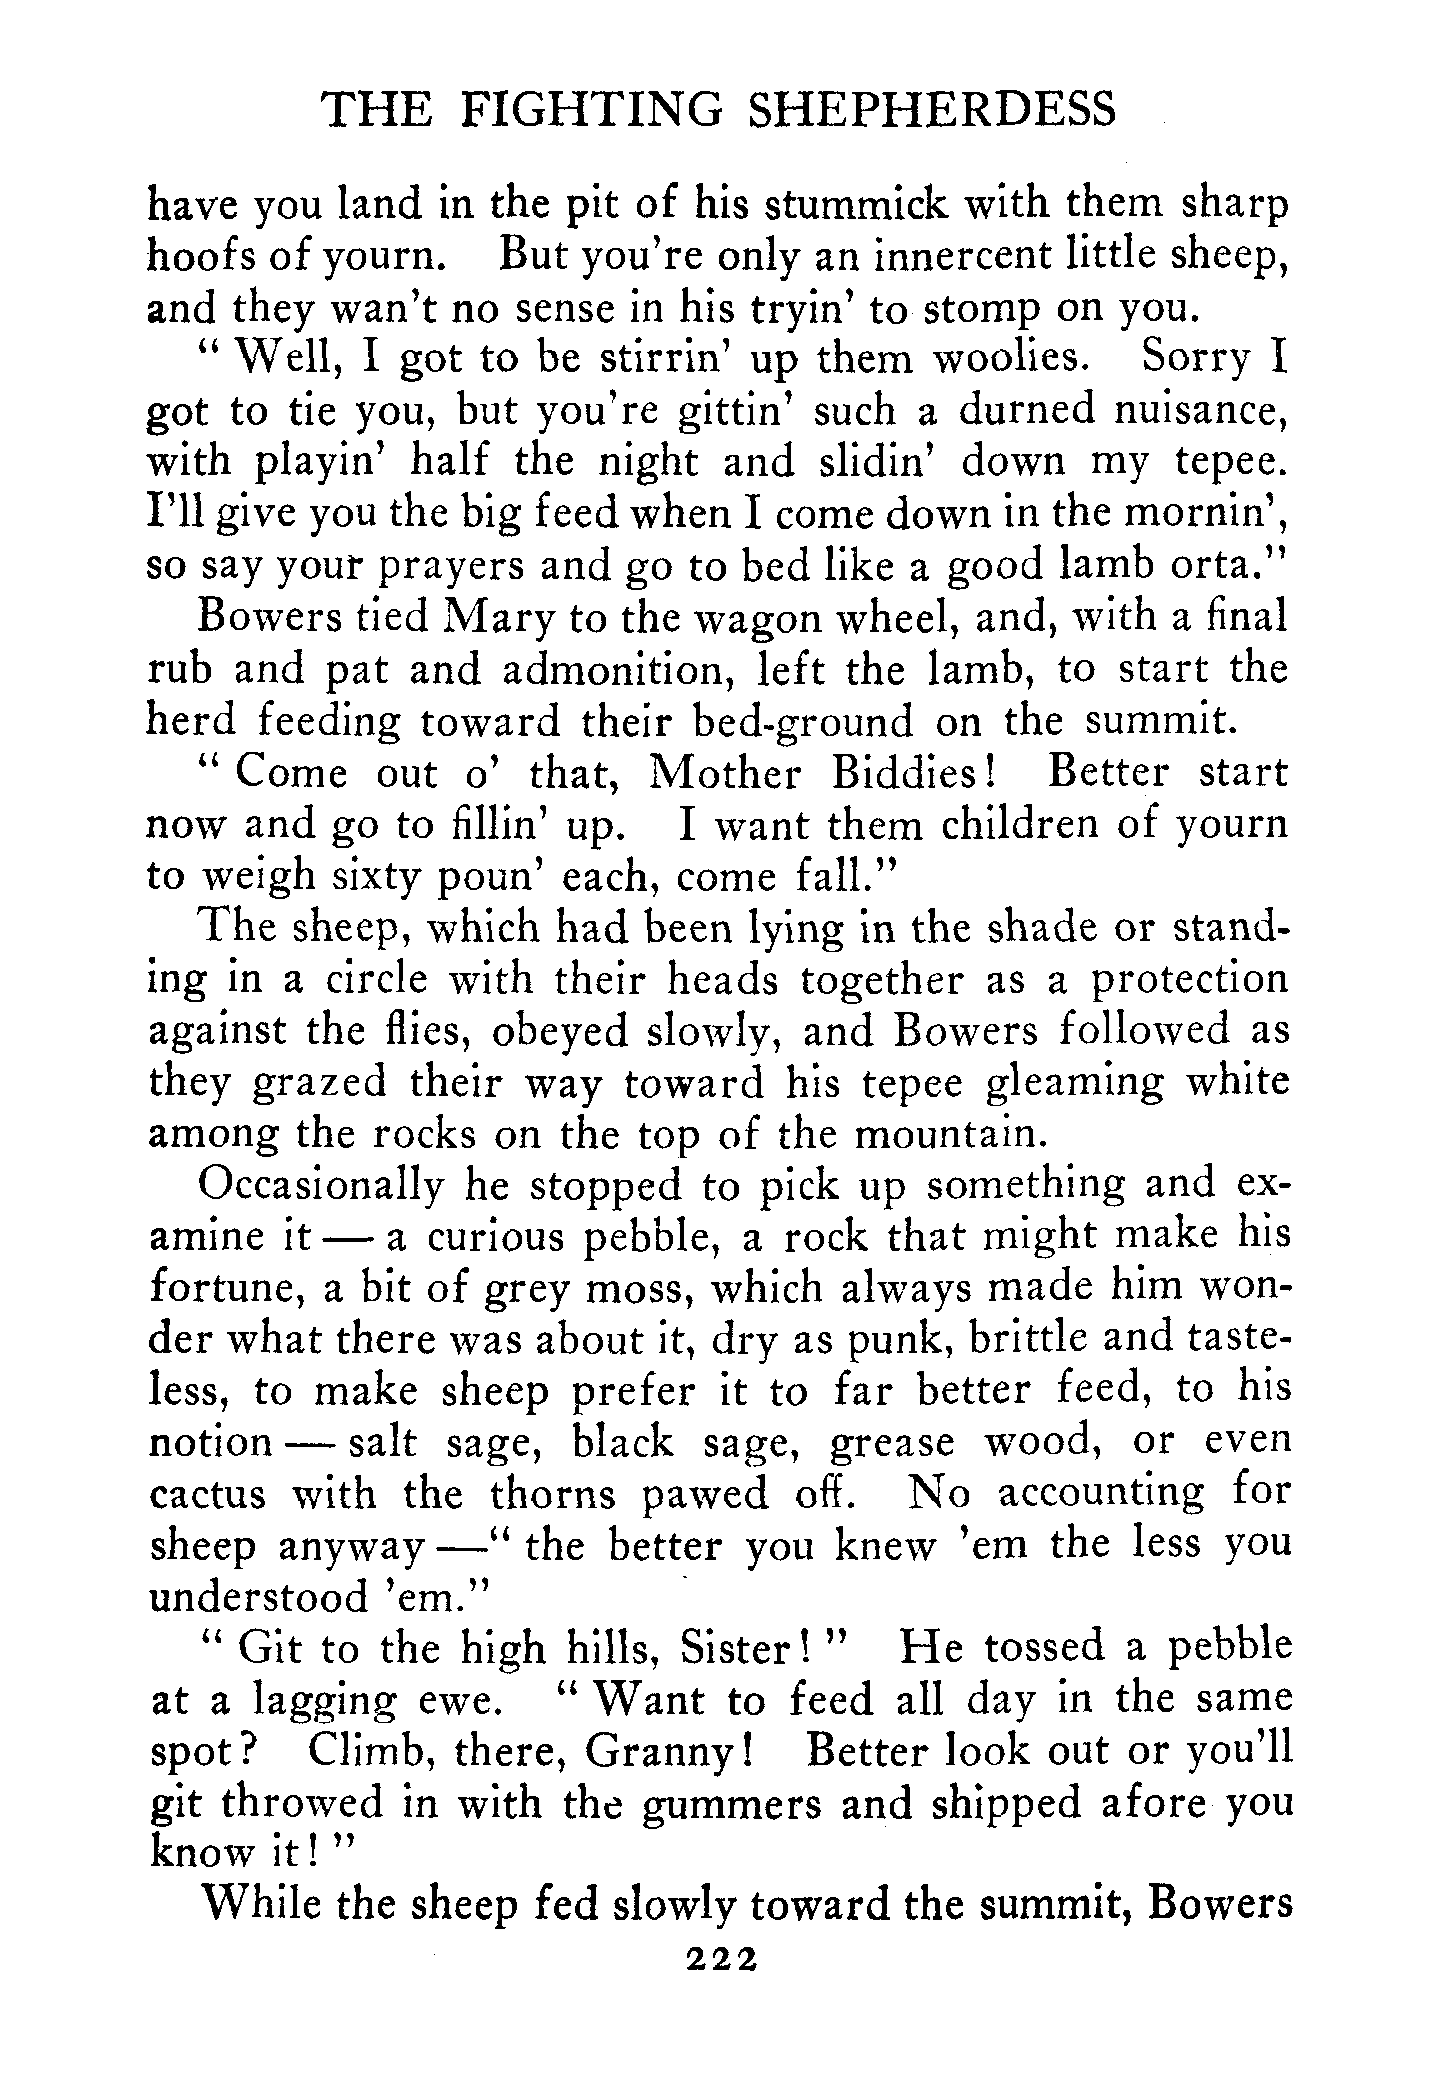 THE FIGHTING SHEPHERDESS
have you land in the pit of his stummick with them sharp
hoofs of yourn. But you're only an innercent little sheep,
and they wan't no sense in his tryin' to stomp on you.
" Well, I got to be stirrin' up them woolies. Sorry I
got to tie you, but you're gittin' such a durned nuisance,
with playin' half the night and slidin' down my tepee.
I'll give you the big feed when I come down in the mornin',
so say your prayers and go to bed like a good lamb orta."
Bowers tied Mary to the wagon wheel, and, with a final
rub and pat and admonition, left the lamb, to start the
herd feeding toward their bed-ground on the summit.
" Come out o' that, Mother Biddies! Better start
now and go to fillin' up. I want them children of yourn
to weigh sixty poun' each, come fall."
The sheep, which had been lying in the shade or stand-
ing in a circle with their heads together as a protection
against the flies, obeyed slowly, and Bowers followed as
they grazed their way toward his tepee gleaming white
among the rocks on the top of the mountain.
Occasionally he stopped to pick up something and ex-
amine it — a curious pebble, a rock that might make his
fortune, a bit of grey moss, which always made him won-
der what there was about it, dry as punk, brittle and taste-
less, to make sheep prefer it to far better feed, to his
notion — salt sage, black sage, grease wood, or even
cactus with the thorns pawed off. No accounting for
sheep anyway —" the better you knew 'em the less you
understood 'em."
" Git to the high hills, Sister! " He tossed a pebble
at a lagging ewe. " Want to feed all day in the same
spot? Climb, there, Granny! Better look out or you'll
git throwed in with the gummers and shipped afore you
know it! "
While the sheep fed slowly toward the summit, Bowers
222